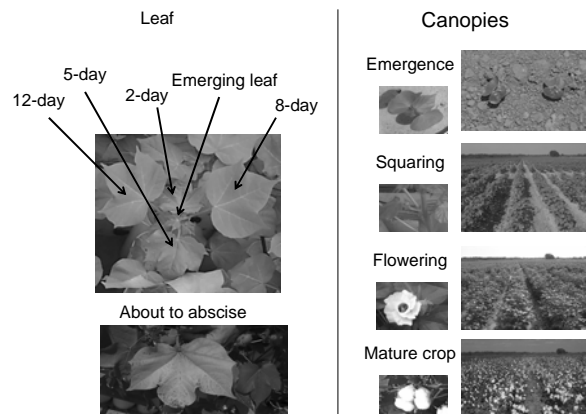 Leaf
5-day
12-day
2-day
Emerging leaf
8-day
About to abscise
Canopies
Emergence
Squaring
Flowering
Mature crop